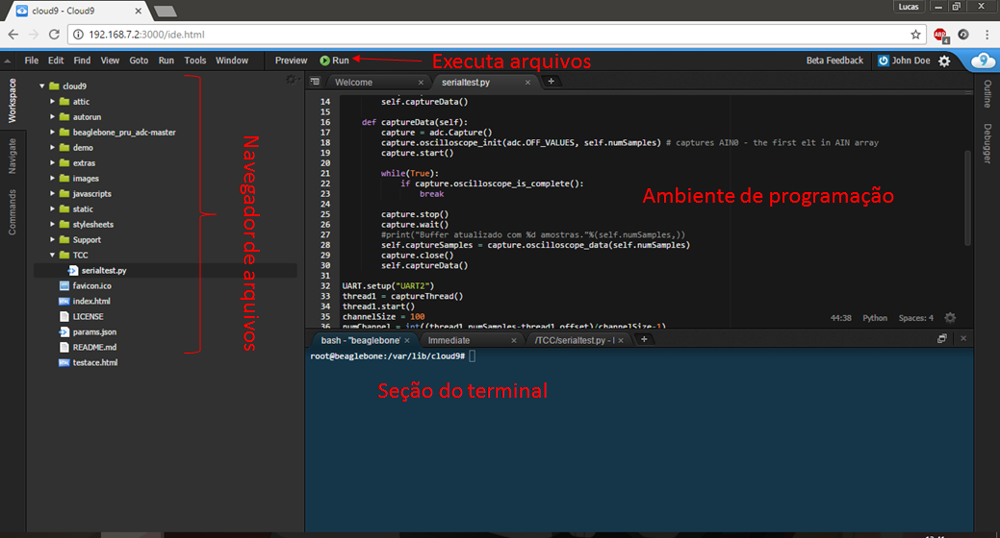 cloud9 - Cloud9
Lucas
192.168.7.2:3000/ide.html
ABP
4
File Edit Find View Goto Run Tools Window Preview Run
Executa arquivos
Beta Feedback John Doe
9
Workspace
Navigate
Commands
cloud9
attic
autorun
beaglebone_pru_adc-master
demo
extras
images
javascripts
static
stylesheets
Support
TCC
serialtest.py
favicon.ico
index.html
LICENSE
params.json
README.md
testace.html
Navegador de arquivos
Welcome serialtest.py
14 self.captureData()
15
16 def captureData(self):
17 capture = adc.Capture()
18 capture.oscilloscope_init(adc.OFF_VALUES, self.numSamples) # captures AIN0 - the first elt in AIN array
19 capture.start()
20
21 while(True):
22 if capture.oscilloscope_is_complete():
23 break
24
25 capture.stop()
26 capture.wait()
27 #print("Buffer atualizado com %d amostras."%(self.numSamples,))
28 self.captureSamples = capture.oscilloscope_data(self.numSamples)
29 capture.close()
30 self.captureData()
31
32 UART.setup("UART2")
33 thread1 = captureThread()
34 thread1.start()
35 channelSize = 100
36 numChannel = int((thread1.numSamples-thread1.offset)/channelSize-1)
Ambiente de programação
44:38 Python Spaces: 4
Outline
Debugger
bash - "beaglebone" Immediate /TCC/serialtest.py - |
root@beaglebone:/var/lib/cloud9#
Seção do terminal